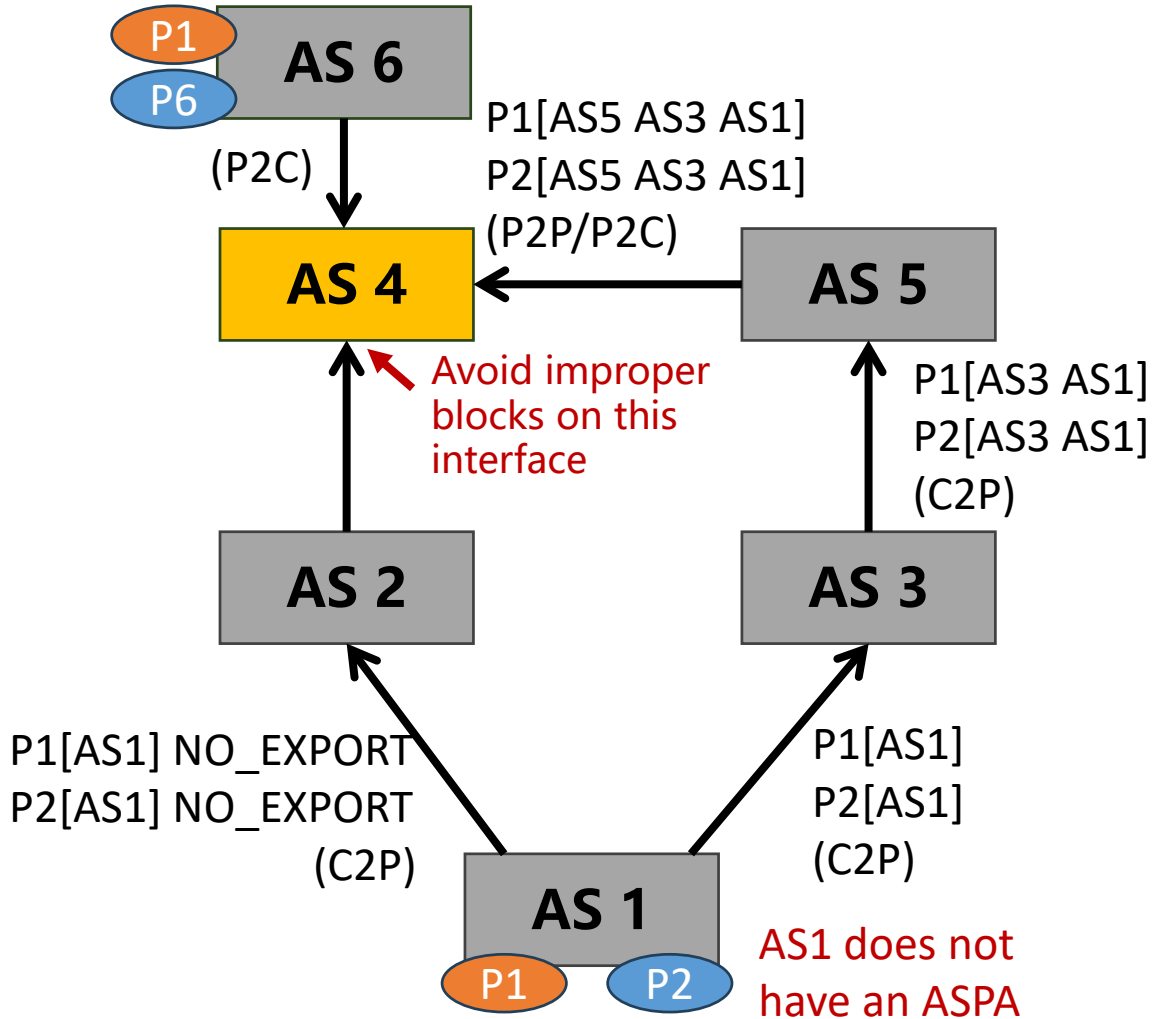 P1
AS 6
P6
P1[AS5 AS3 AS1]
P2[AS5 AS3 AS1]
(P2C)
(P2P/P2C)
AS 4
AS 5
Avoid improper
blocks on this
interface
P1[AS3 AS1]
P2[AS3 AS1]
(C2P)
AS 2
AS 3
P1[AS1] NO_EXPORT
P2[AS1] NO_EXPORT
(C2P)
P1[AS1]
P2[AS1]
(C2P)
AS 1
P1
P2
AS1 does not
have an ASPA